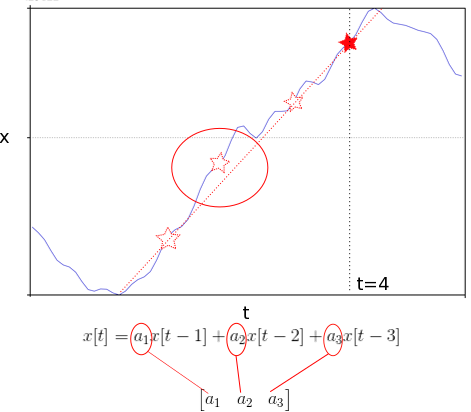 x
t=4
t
x[t] = a₁x[t − 1] + a₂x[t − 2] + a₃x[t − 3]
[a₁ a₂ a₃]